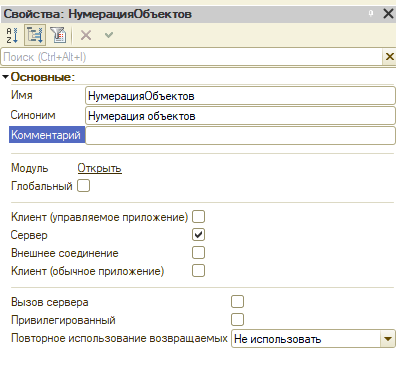 Свойства: НумерацияОбъектов
Поиск (Ctrl+Alt+I)
Основные:
Имя НумерацияОбъектов
Синоним Нумерация объектов
Комментарий
Модуль Открыть
Глобальный
Клиент (управляемое приложение)
Сервер
Внешнее соединение
Клиент (обычное приложение)
Вызов сервера
Привилегированный
Повторное использование возвращаемых Не использовать